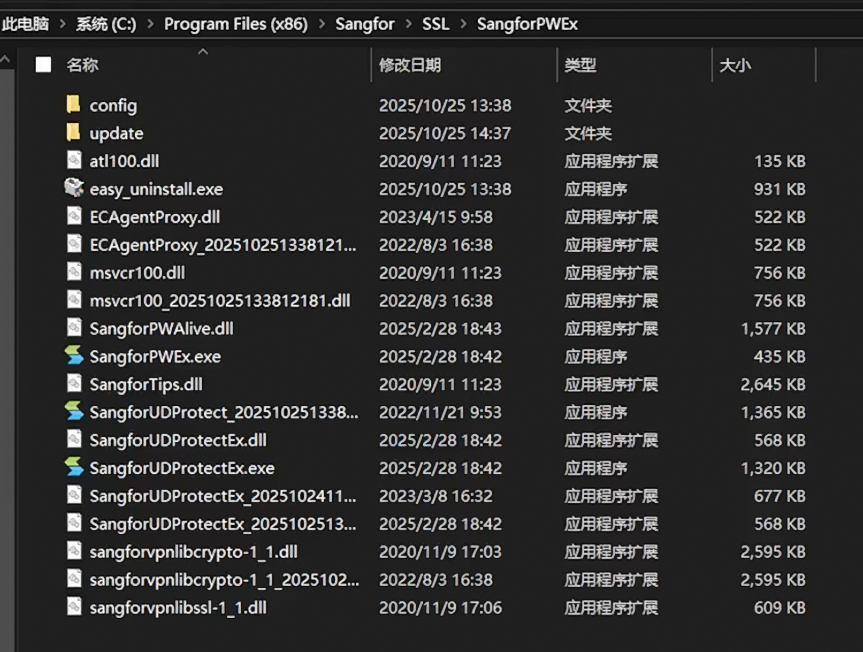 此电脑 > 系统 (C:) > Program Files (x86) > Sangfor > SSL > SangforPWEx
名称 修改日期 类型 大小
config 2025/10/25 13:38 文件夹
update 2025/10/25 14:37 文件夹
atl100.dll 2020/9/11 11:23 应用程序扩展 135 KB
easy_uninstall.exe 2025/10/25 13:38 应用程序 931 KB
ECAgentProxy.dll 2023/4/15 9:58 应用程序扩展 522 KB
ECAgentProxy_202510251338121... 2022/8/3 16:38 应用程序扩展 522 KB
msvcr100.dll 2020/9/11 11:23 应用程序扩展 756 KB
msvcr100_20251025133812181.dll 2022/8/3 16:38 应用程序扩展 756 KB
SangforPWAlive.dll 2025/2/28 18:43 应用程序扩展 1,577 KB
SangforPWEx.exe 2025/2/28 18:42 应用程序 435 KB
SangforTips.dll 2020/9/11 11:23 应用程序扩展 2,645 KB
SangforUDProtect_202510251338... 2022/11/21 9:53 应用程序 1,365 KB
SangforUDProtectEx.dll 2025/2/28 18:42 应用程序扩展 568 KB
SangforUDProtectEx.exe 2025/2/28 18:42 应用程序 1,320 KB
SangforUDProtectEx_2025102411... 2023/3/8 16:32 应用程序扩展 677 KB
SangforUDProtectEx_2025102513... 2025/2/28 18:42 应用程序扩展 568 KB
sangforvpnlibcrypto-1_1.dll 2020/11/9 17:03 应用程序扩展 2,595 KB
sangforvpnlibcrypto-1_1_2025102... 2022/8/3 16:38 应用程序扩展 2,595 KB
sangforvpnlibssl-1_1.dll 2020/11/9 17:06 应用程序扩展 609 KB